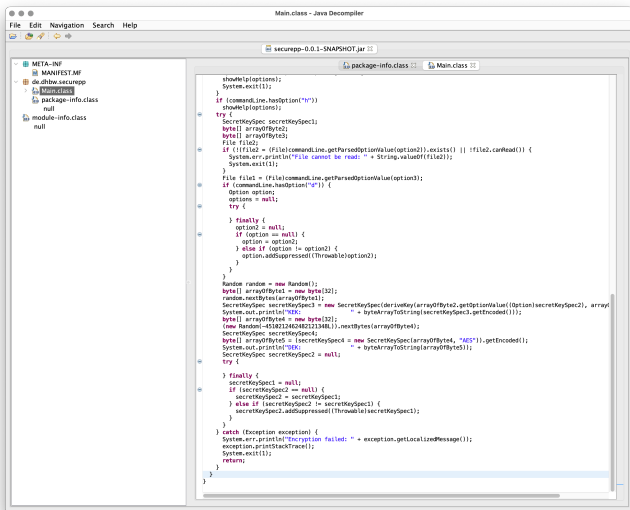 Main.class - Java Decompiler
File Edit Navigation Search Help
securepp-0.0.1-SNAPSHOT.jar
META-INF
MANIFEST.MF
de.dhbw.securepp
Main.class
package-info.class
null
module-info.class
null
package-info.class
Main.class
showHelp(options);
System.exit(1);
}
if (commandLine.hasOption("h"))
showHelp(options);
try {
SecretKeySpec secretKeySpec1;
byte[] arrayOfByte2;
byte[] arrayOfByte3;
File file2;
if (!(file2 = (File)commandLine.getParsedOptionValue(option2)).exists() || !file2.canRead()) {
System.err.println("File cannot be read: " + String.valueOf(file2));
System.exit(1);
}
File file1 = (File)commandLine.getParsedOptionValue(option3);
if (commandLine.hasOption("d")) {
Option option;
options = null;
try {
} finally {
option2 = null;
if (option == null) {
option = option2;
} else if (option != option2) {
option.addSuppressed((Throwable)option2);
}
}
}
Random random = new Random();
byte[] arrayOfByte1 = new byte[32];
random.nextBytes(arrayOfByte1);
SecretKeySpec secretKeySpec3 = new SecretKeySpec(deriveKey(arrayOfByte2.getOptionValue((Option)secretKeySpec2), array
System.out.println("KEK: " + byteArrayToString(secretKeySpec3.getEncoded()));
byte[] arrayOfByte4 = new byte[32];
(new Random(-4510212462482121348L)).nextBytes(arrayOfByte4);
SecretKeySpec secretKeySpec4;
byte[] arrayOfByte5 = (secretKeySpec4 = new SecretKeySpec(arrayOfByte4, "AES")).getEncoded();
System.out.println("DEK: " + byteArrayToString(arrayOfByte5));
SecretKeySpec secretKeySpec2 = null;
try {
} finally {
secretKeySpec1 = null;
if (secretKeySpec2 == null) {
secretKeySpec2 = secretKeySpec1;
} else if (secretKeySpec2 != secretKeySpec1) {
secretKeySpec2.addSuppressed((Throwable)secretKeySpec1);
}
}
} catch (Exception exception) {
System.err.println("Encryption failed: " + exception.getLocalizedMessage());
exception.printStackTrace();
System.exit(1);
return;
}
}
}